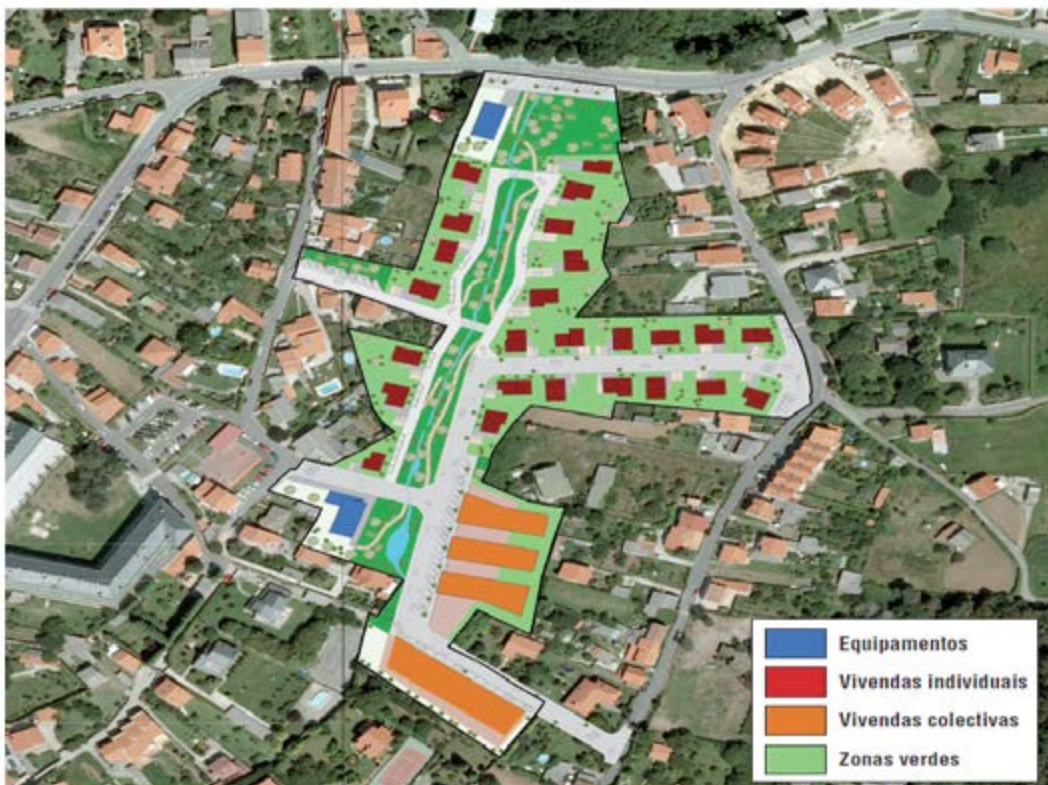 Equipamentos
Vivendas individuais
Vivendas colectivas
Zonas verdes